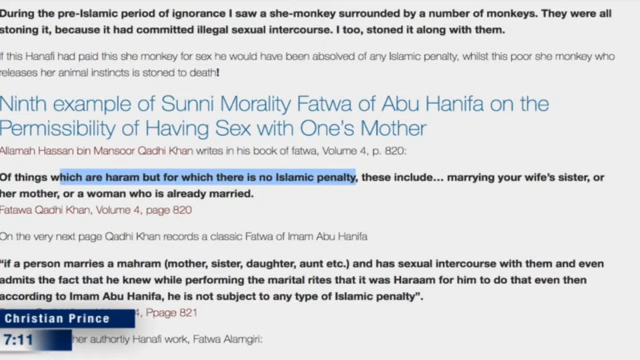 During the pre-Islamic period of ignorance I saw a she-monkey surrounded by a number of monkeys. They were all
stoning it, because it had committed illegal sexual intercourse. I too, stoned it along with them.
If this Hanafi had paid this she monkey for sex he would have been absolved of any Islamic penalty, whilst this poor she monkey who
releases her animal instincts is stoned to death!
Ninth example of Sunni Morality Fatwa of Abu Hanifa on the
Permissibility of Having Sex with One's Mother
Allamah Hassan bin Mansoor Qadhi Khan writes in his book of fatwa, Volume 4, p. 820:
Of things which are haram but for which there is no Islamic penalty, these include… marrying your wife's sister, or
her mother, or a woman who is already married.
Fatawa Qadhi Khan, Volume 4, page 820
On the very next page Qadhi Khan records a classic Fatwa of Imam Abu Hanifa
"if a person marries a mahram (mother, sister, daughter, aunt etc.) and has sexual intercourse with them and even
admits the fact that he knew while performing the marital rites that it was Haraam for him to do that even then
according to Imam Abu Hanifa, he is not subject to any type of Islamic penalty".
4, Ppage 821
Christian Prince
7:11
her authortiy Hanafi work, Fatwa Alamgiri: